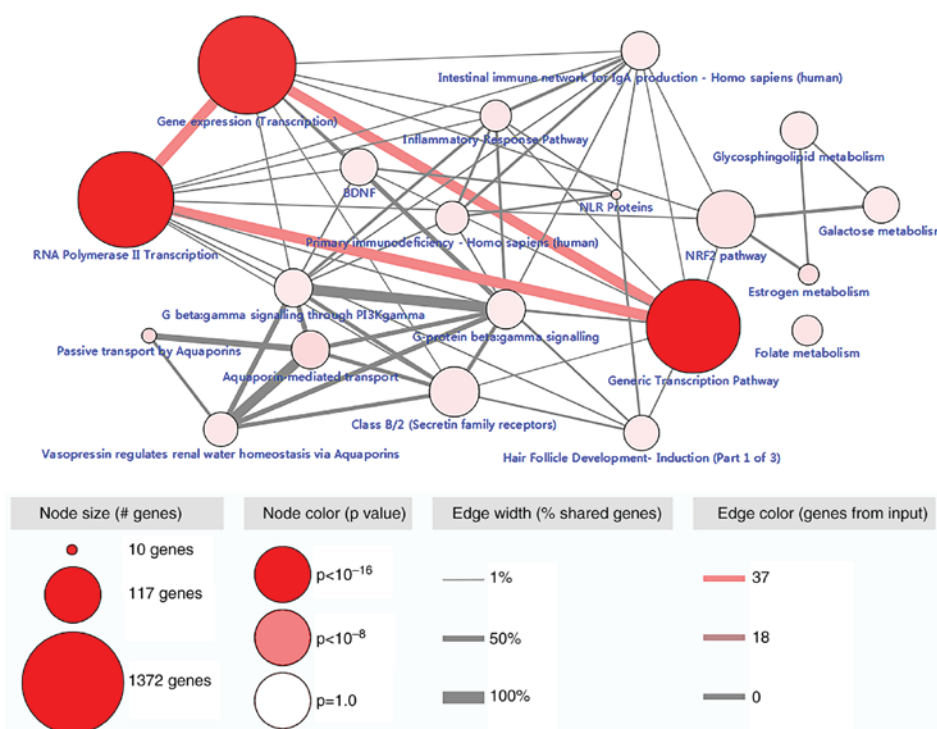 Intestinal immune network for IgA production - Homo sapiens (human)
Gene expression (Transcription)
Inflammatory Response Pathway
Glycosphingolipid metabolism
BDNF
NLR Proteins
Galactose metabolism
Primary immunodeficiency - Homo sapiens (human)
RNA Polymerase II Transcription
NRF2 pathway
Estrogen metabolism
G beta:gamma signalling through PI3Kgamma
G-protein beta:gamma signalling
Passive transport by Aquaporins
Folate metabolism
Aquaporin-mediated transport
Generic Transcription Pathway
Class B/2 (Secretin family receptors)
Vasopressin regulates renal water homeostasis via Aquaporins
Hair Follicle Development- Induction (Part 1 of 3)
Node size (# genes)
10 genes
117 genes
1372 genes
Node color (p value)
p<10⁻¹⁶
p<10⁻⁸
p=1.0
Edge width (% shared genes)
1%
50%
100%
Edge color (genes from input)
37
18
0